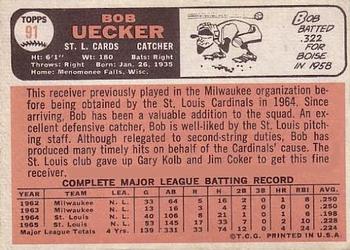 TOPPS
91
BOB
UECKER
ST. L. CARDS CATCHER
Ht: 6'1" Wt: 180 Bats: Right
Throws: Right Born: Jan. 26, 1935
Home: Menomonee Falls, Wisc.
BOB
BATTED
.322
FOR
BOISE
IN 1958
This receiver previously played in the Milwaukee organization
before being obtained by the St. Louis Cardinals in 1964. Since
arriving, Bob has been a valuable addition to the squad. An ex-
cellent defensive catcher, Bob is well-liked by the St. Louis pitch-
ing staff. Although relegated to second-string duties, Bob has
produced many timely hits on behalf of the Cardinals' cause. The
St. Louis club gave up Gary Kolb and Jim Coker to get this fine
receiver.
COMPLETE MAJOR LEAGUE BATTING RECORD
YEAR TEAM LEA G AB R H 2B 3B HR RBI AVG.
1962 Milwaukee N. L. 33 64 5 16 2 0 1 8 .250
1963 Milwaukee N. L. 13 16 3 4 2 0 0 0 .250
1964 St. Louis N. L. 40 106 8 21 1 0 1 6 .198
1965 St. Louis N. L. 53 145 17 33 7 0 2 10 .228
Major League Totals 4 Yrs. 139 331 33 74 12 0 4 24 .224
© T.C.G. PRINTED IN U.S.A.